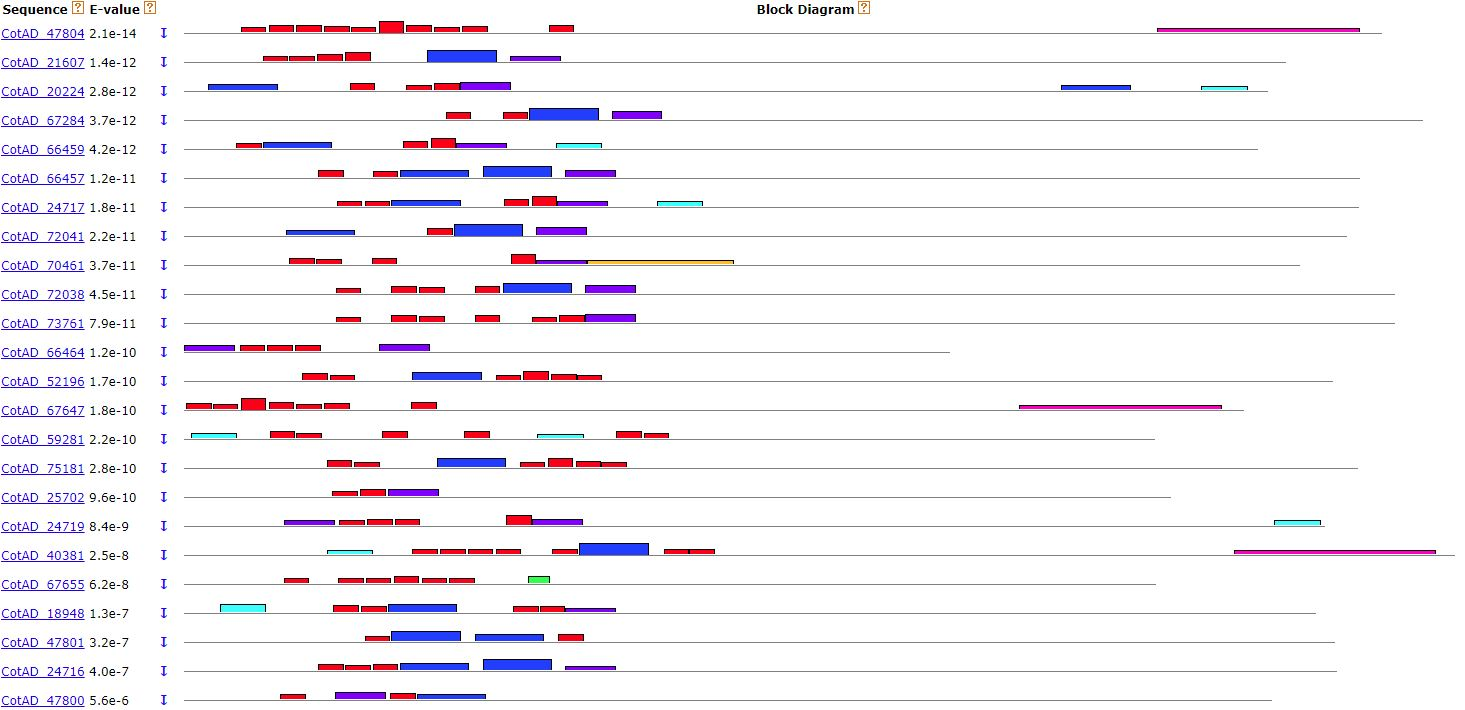 Sequence ? E-value ? Block Diagram ?
CotAD_47804 2.1e-14 ↧
CotAD_21607 1.4e-12 ↧
CotAD_20224 2.8e-12 ↧
CotAD_67284 3.7e-12 ↧
CotAD_66459 4.2e-12 ↧
CotAD_66457 1.2e-11 ↧
CotAD_24717 1.8e-11 ↧
CotAD_72041 2.2e-11 ↧
CotAD_70461 3.7e-11 ↧
CotAD_72038 4.5e-11 ↧
CotAD_73761 7.9e-11 ↧
CotAD_66464 1.2e-10 ↧
CotAD_52196 1.7e-10 ↧
CotAD_67647 1.8e-10 ↧
CotAD_59281 2.2e-10 ↧
CotAD_75181 2.8e-10 ↧
CotAD_25702 9.6e-10 ↧
CotAD_24719 8.4e-9 ↧
CotAD_40381 2.5e-8 ↧
CotAD_67655 6.2e-8 ↧
CotAD_18948 1.3e-7 ↧
CotAD_47801 3.2e-7 ↧
CotAD_24716 4.0e-7 ↧
CotAD_47800 5.6e-6 ↧